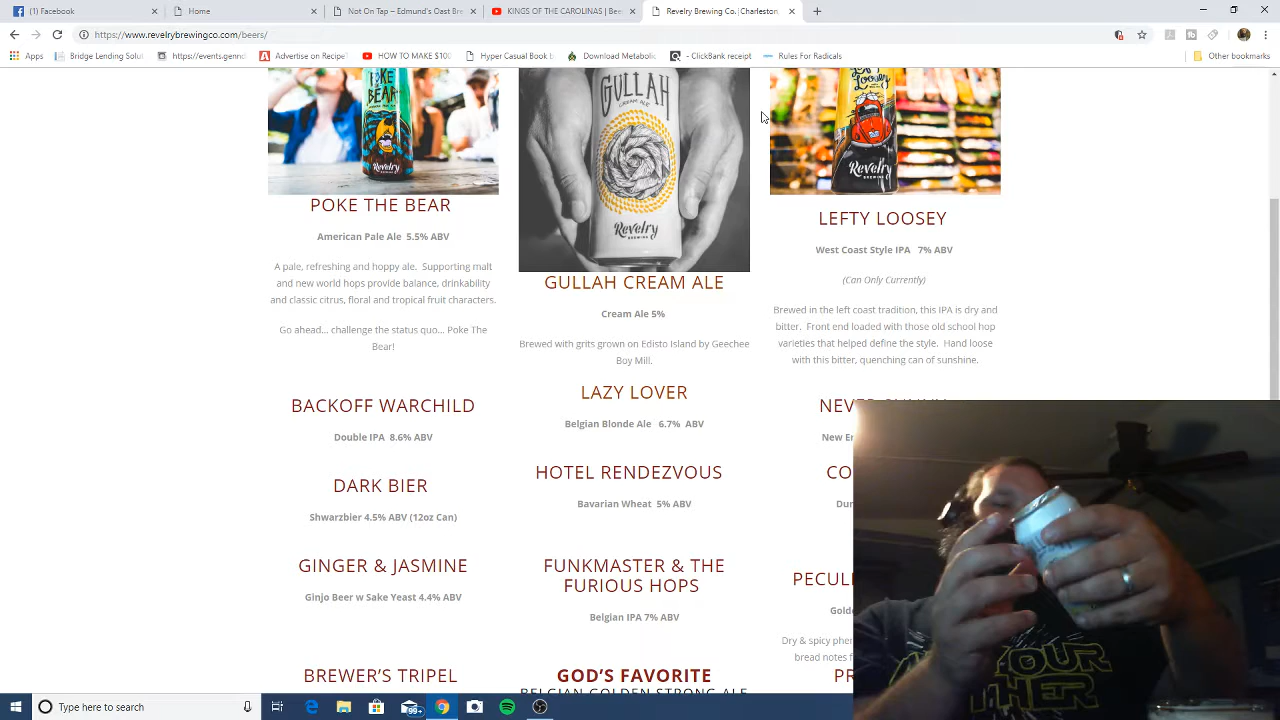 (1) Facebook
Home
Not Yet - Edmund's Oast Bre
KINGS OF THE CAROLINAS | Bee
Revelry Brewing Co. | Charleston
https://www.revelrybrewingco.com/beers/
Apps
Bridge Lending Solut
https://events.genndi
Advertise on RecipeT
HOW TO MAKE $100
Hyper Casual Book b
Download Metabolic
- ClickBank receipt
Rules For Radicals
Other bookmarks
POKE THE BEAR
American Pale Ale 5.5% ABV
A pale, refreshing and hoppy ale. Supporting malt
and new world hops provide balance, drinkability
and classic citrus, floral and tropical fruit characters.
Go ahead... challenge the status quo... Poke The
Bear!
BACKOFF WARCHILD
Double IPA 8.6% ABV
DARK BIER
Shwarzbier 4.5% ABV (12oz Can)
GINGER & JASMINE
Ginjo Beer w Sake Yeast 4.4% ABV
BREWER'S TRIPEL
GULLAH
CREAM ALE
Revelry
BREWING
GULLAH CREAM ALE
Cream Ale 5%
Brewed with grits grown on Edisto Island by Geechee
Boy Mill.
LAZY LOVER
Belgian Blonde Ale 6.7% ABV
HOTEL RENDEZVOUS
Bavarian Wheat 5% ABV
FUNKMASTER & THE
FURIOUS HOPS
Belgian IPA 7% ABV
GOD'S FAVORITE
BELGIAN GOLDEN STRONG ALE
LEFTY LOOSEY
West Coast Style IPA 7% ABV
(Can Only Currently)
Brewed in the left coast tradition, this IPA is dry and
bitter. Front end loaded with those old school hop
varieties that helped define the style. Hand loose
with this bitter, quenching can of sunshine.
Type here to search
99+